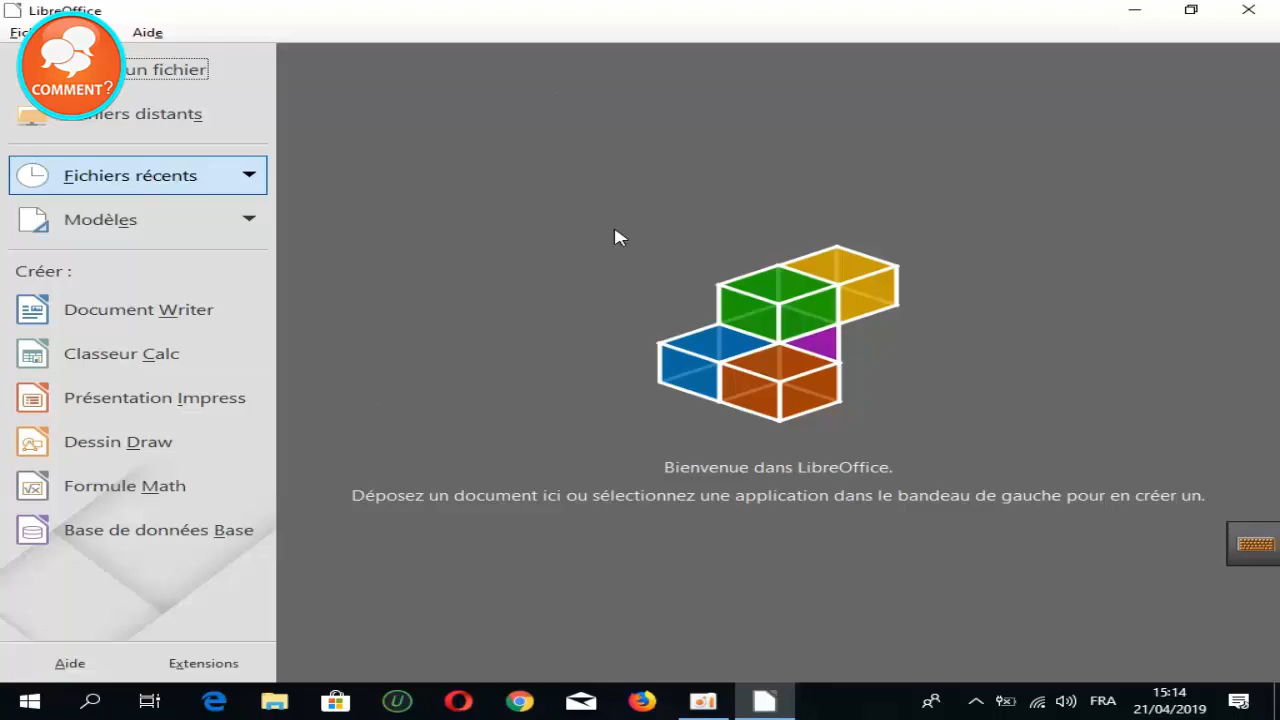 LibreOffice
Aide
COMMENT?
un fichier
distants
Fichiers récents
Modèles
Créer :
Document Writer
Classeur Calc
Présentation Impress
Dessin Draw
Formule Math
Base de données Base
Bienvenue dans LibreOffice.
Déposez un document ici ou sélectionnez une application dans le bandeau de gauche pour en créer un.
Aide
Extensions
FRA
15:14
21/04/2019